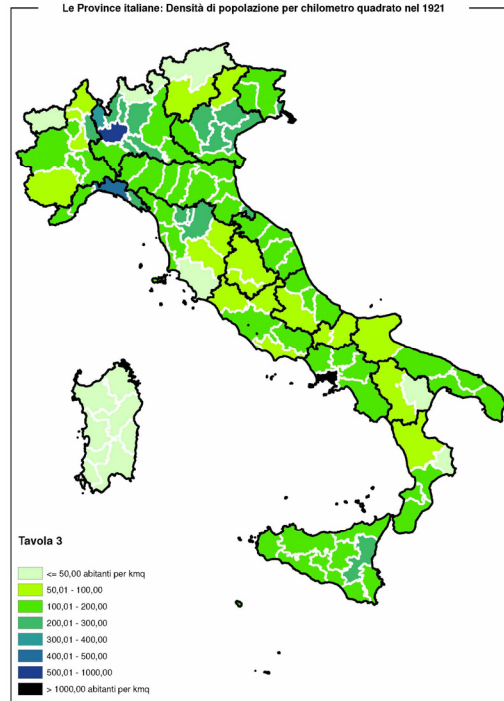 Le Province italiane: Densità di popolazione per chilometro quadrato nel 1921
Tavola 3
<= 50,00 abitanti per kmq
50,01 - 100,00
100,01 - 200,00
200,01 - 300,00
300,01 - 400,00
400,01 - 500,00
500,01 - 1000,00
> 1000,00 abitanti per kmq